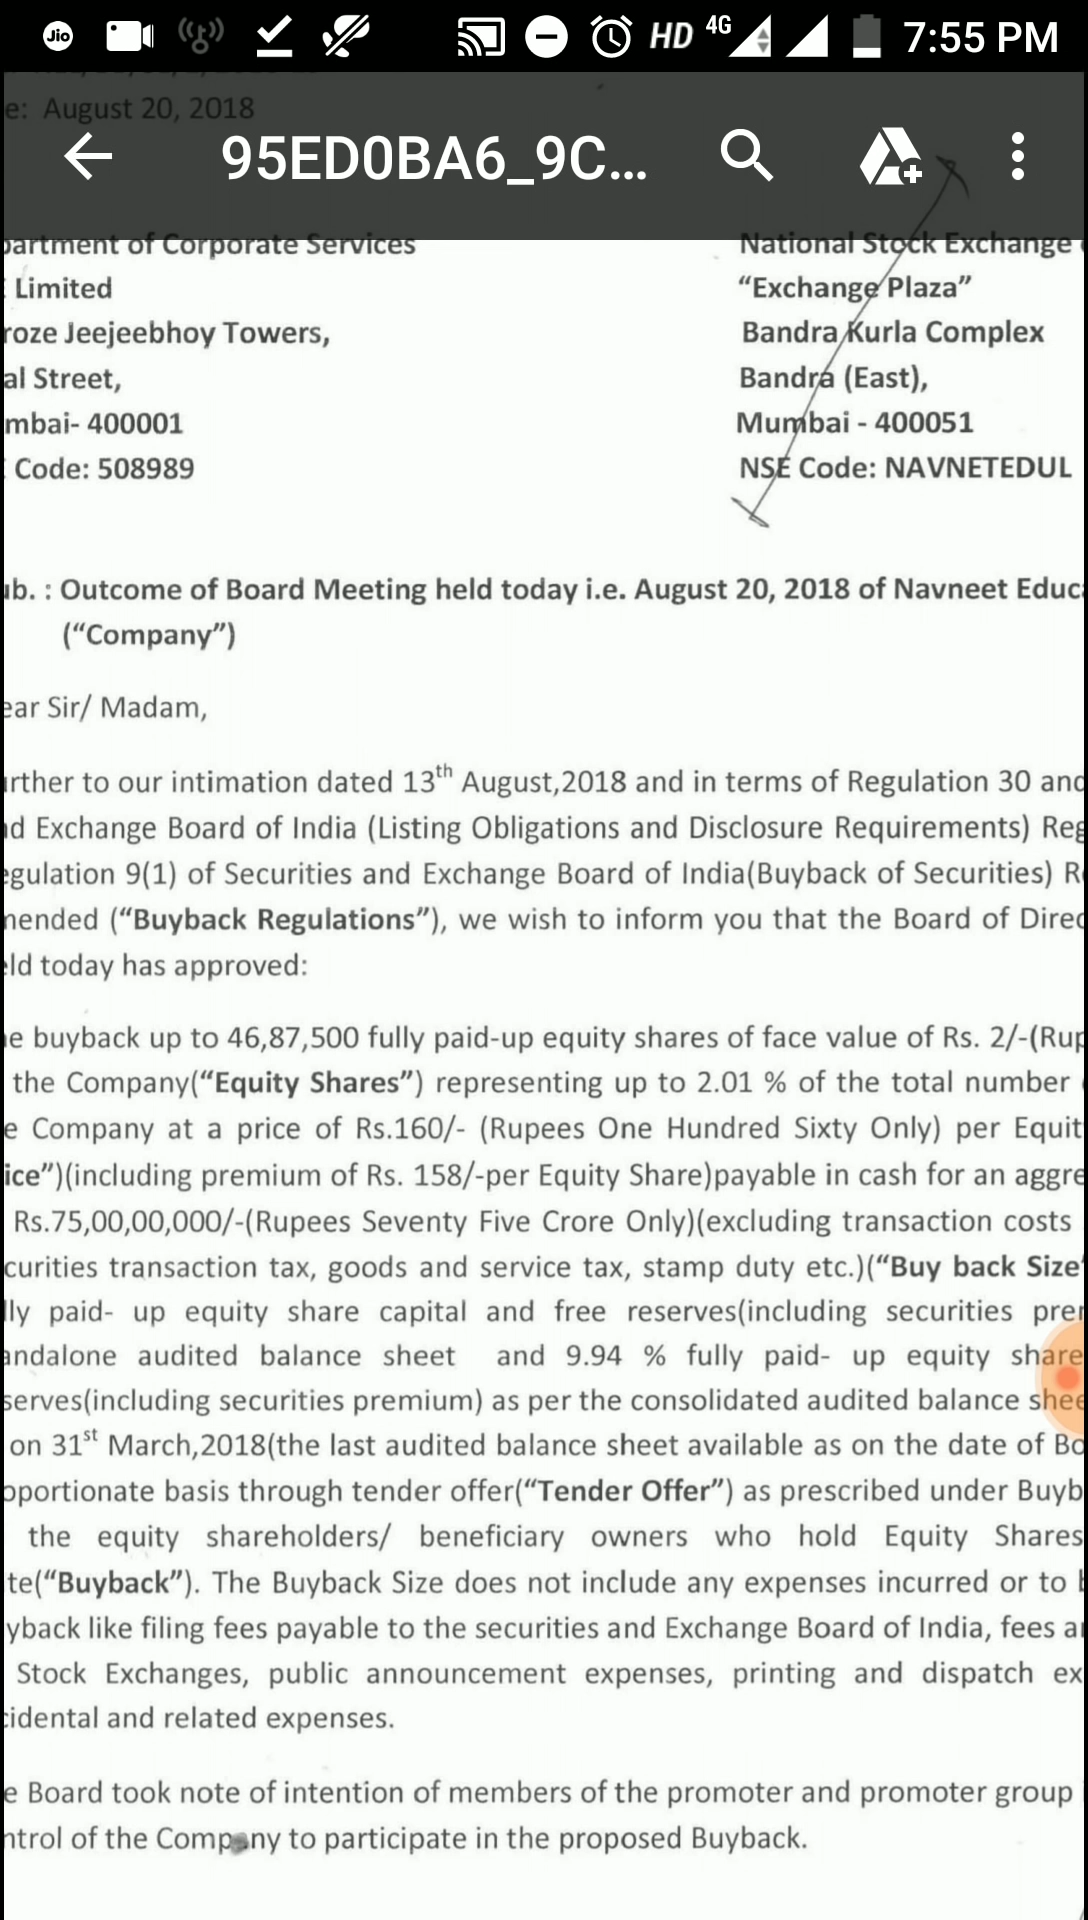 Jio HD 4G 7:55 PM
e: August 20, 2018
95ED0BA6_9C...
partment of Corporate Services
Limited
roze Jeejeebhoy Towers,
al Street,
mbai- 400001
Code: 508989
National Stock Exchange
“Exchange Plaza”
Bandra Kurla Complex
Bandra (East),
Mumbai - 400051
NSE Code: NAVNETEDUL
ub. : Outcome of Board Meeting held today i.e. August 20, 2018 of Navneet Educa
(“Company”)
ear Sir/ Madam,
urther to our intimation dated 13th August,2018 and in terms of Regulation 30 and
nd Exchange Board of India (Listing Obligations and Disclosure Requirements) Reg
egulation 9(1) of Securities and Exchange Board of India(Buyback of Securities) Re
mended (“Buyback Regulations”), we wish to inform you that the Board of Direc
eld today has approved:
e buyback up to 46,87,500 fully paid-up equity shares of face value of Rs. 2/-(Rup
the Company(“Equity Shares”) representing up to 2.01 % of the total number
e Company at a price of Rs.160/- (Rupees One Hundred Sixty Only) per Equit
ice”)(including premium of Rs. 158/-per Equity Share)payable in cash for an aggre
Rs.75,00,00,000/-(Rupees Seventy Five Crore Only)(excluding transaction costs
curities transaction tax, goods and service tax, stamp duty etc.)(“Buy back Size”
lly paid- up equity share capital and free reserves(including securities prem
andalone audited balance sheet and 9.94 % fully paid- up equity share
serves(including securities premium) as per the consolidated audited balance shee
on 31st March,2018(the last audited balance sheet available as on the date of Bo
oportionate basis through tender offer(“Tender Offer”) as prescribed under Buyb
the equity shareholders/ beneficiary owners who hold Equity Shares
te(“Buyback”). The Buyback Size does not include any expenses incurred or to b
yback like filing fees payable to the securities and Exchange Board of India, fees an
Stock Exchanges, public announcement expenses, printing and dispatch ex
cidental and related expenses.
e Board took note of intention of members of the promoter and promoter group
ntrol of the Company to participate in the proposed Buyback.